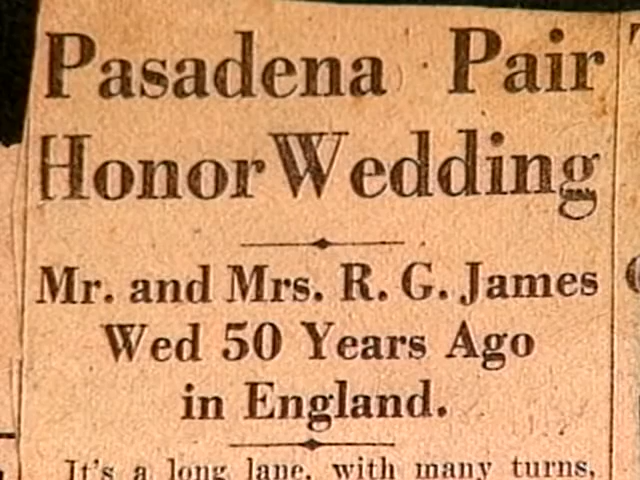 Pasadena Pair
Honor Wedding
Mr. and Mrs. R. G. James
Wed 50 Years Ago
in England.
It's a long lane, with many turns,